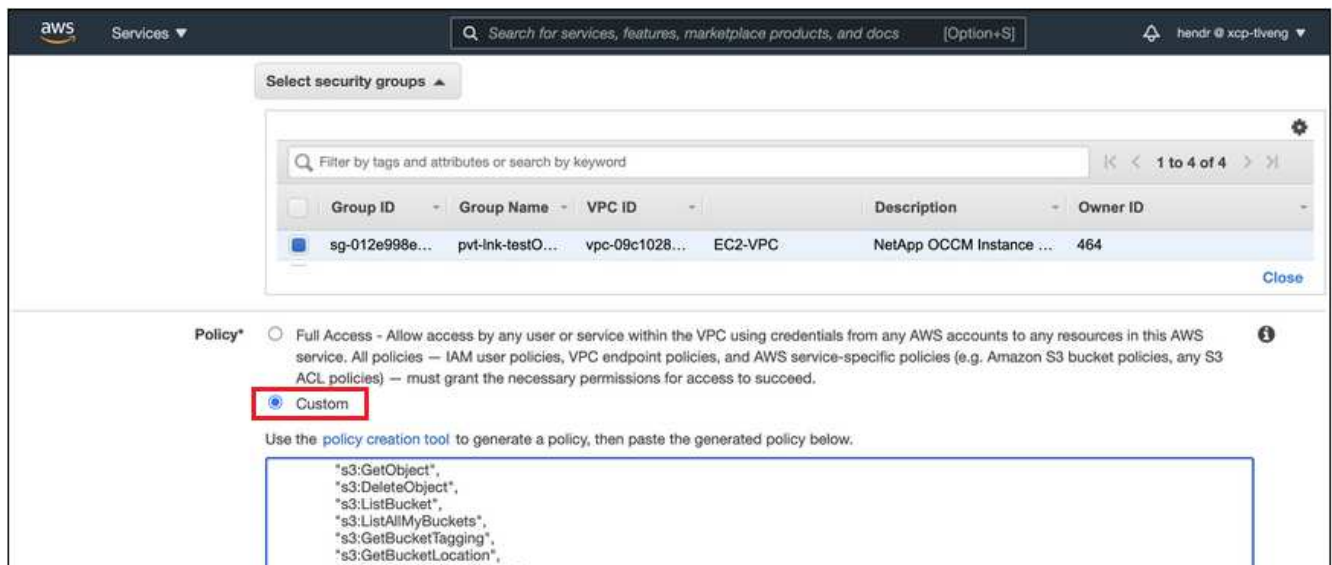 aws Services ▼ Search for services, features, marketplace products, and docs [Option+S] hendr @ xcp-tiveng ▼
Select security groups ▲
Filter by tags and attributes or search by keyword 1 to 4 of 4
Group ID Group Name VPC ID Description Owner ID
sg-012e998e... pvt-lnk-testO... vpc-09c1028... EC2-VPC NetApp OCCM Instance ... 464
Close
Policy* Full Access - Allow access by any user or service within the VPC using credentials from any AWS accounts to any resources in this AWS
service. All policies — IAM user policies, VPC endpoint policies, and AWS service-specific policies (e.g. Amazon S3 bucket policies, any S3
ACL policies) — must grant the necessary permissions for access to succeed.
Custom
Use the policy creation tool to generate a policy, then paste the generated policy below.
"s3:GetObject",
"s3:DeleteObject",
"s3:ListBucket",
"s3:ListAllMyBuckets",
"s3:GetBucketTagging",
"s3:GetBucketLocation",